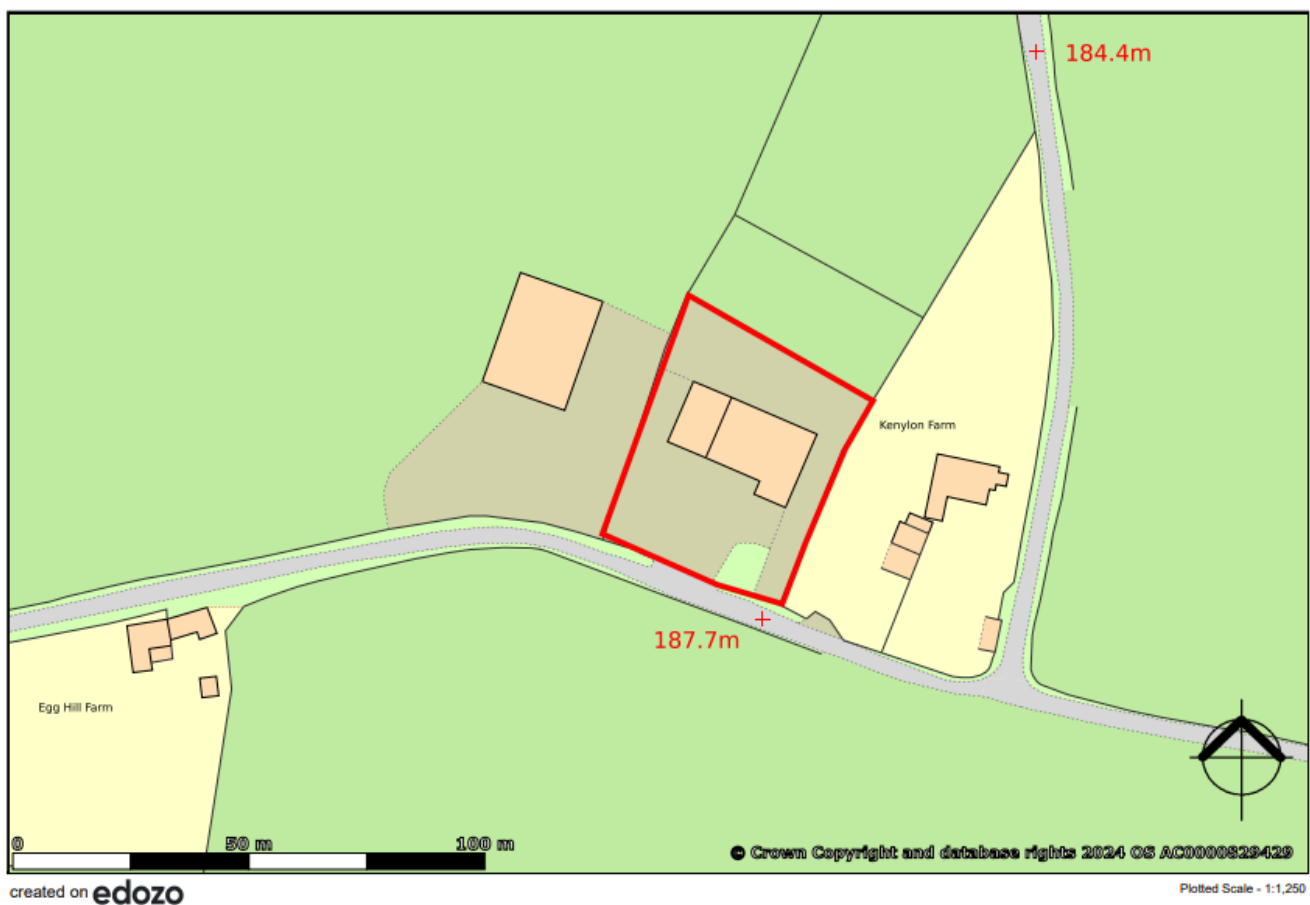 184.4m
Kenylon Farm
187.7m
Egg Hill Farm
0 50 m 100 m
© Crown Copyright and database rights 2024 OS AC0000829429
created on edozo
Plotted Scale - 1:1,250